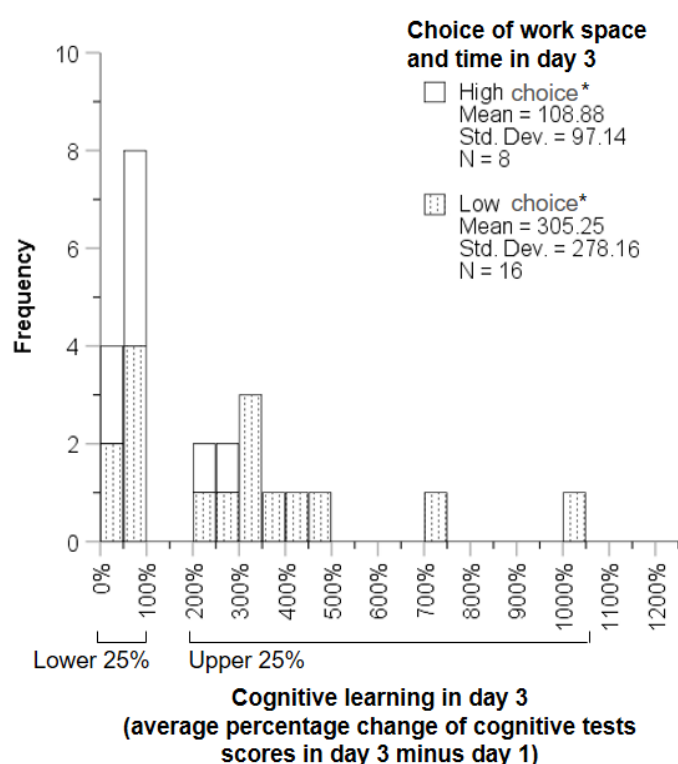 Choice of work space
and time in day 3
High choice*
Mean = 108.88
Std. Dev. = 97.14
N = 8
Low choice*
Mean = 305.25
Std. Dev. = 278.16
N = 16
Frequency
10
8
6
4
2
0
0%
100%
200%
300%
400%
500%
600%
700%
800%
900%
1000%
1100%
1200%
Lower 25%
Upper 25%
Cognitive learning in day 3
(average percentage change of cognitive tests
scores in day 3 minus day 1)